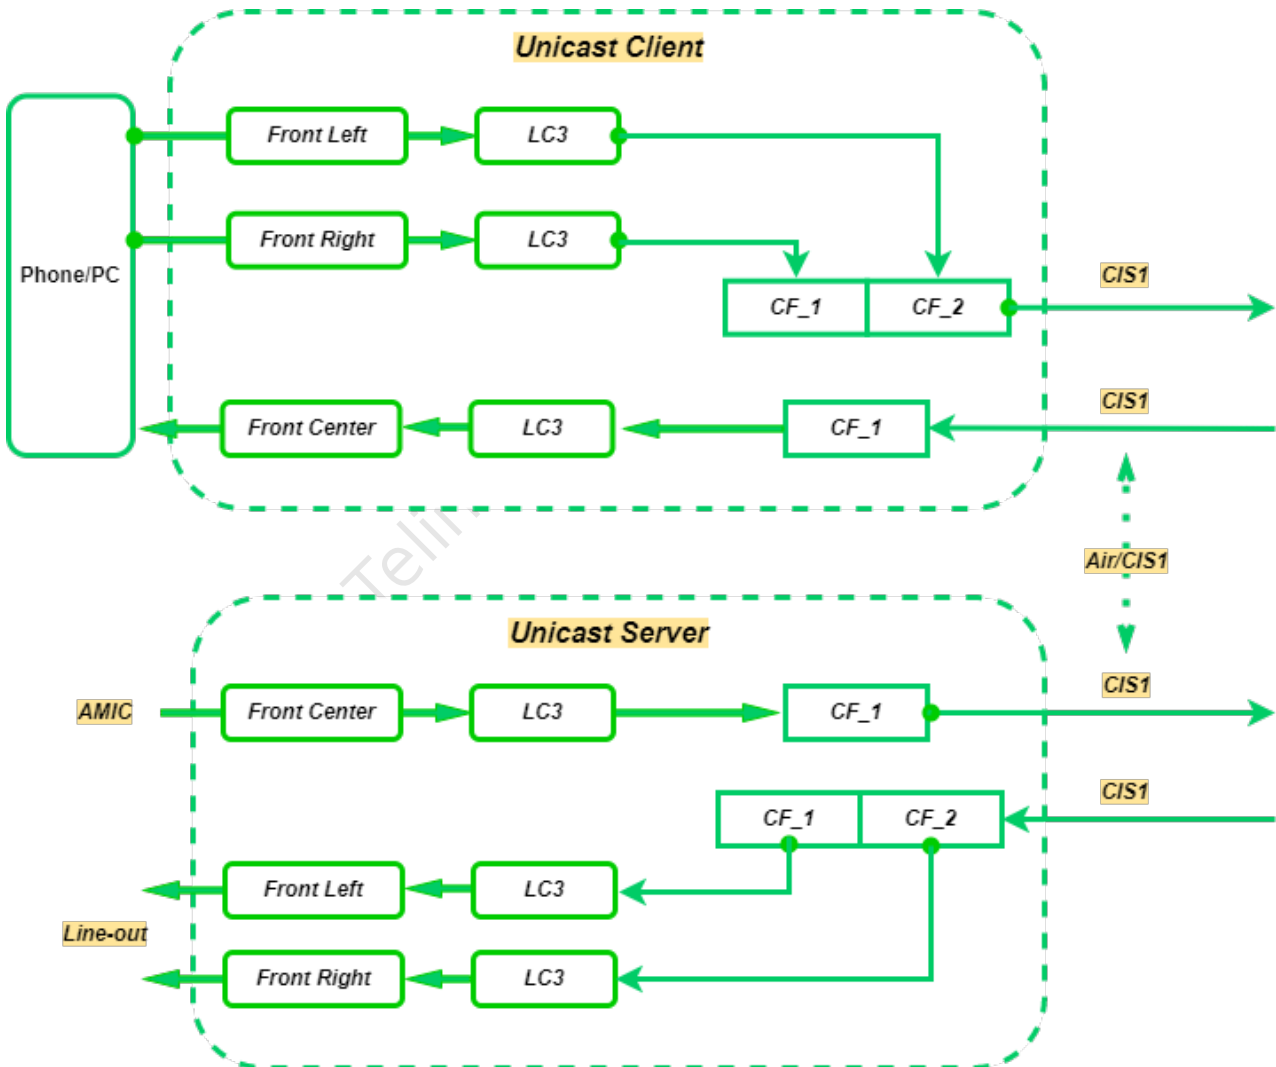 Unicast Client
Front Left
LC3
Front Right
LC3
Phone/PC
CF_1
CF_2
CIS1
Front Center
LC3
CF_1
CIS1
Air/CIS1
Unicast Server
AMIC
Front Center
LC3
CF_1
CIS1
CF_1
CF_2
CIS1
Front Left
LC3
Line-out
Front Right
LC3